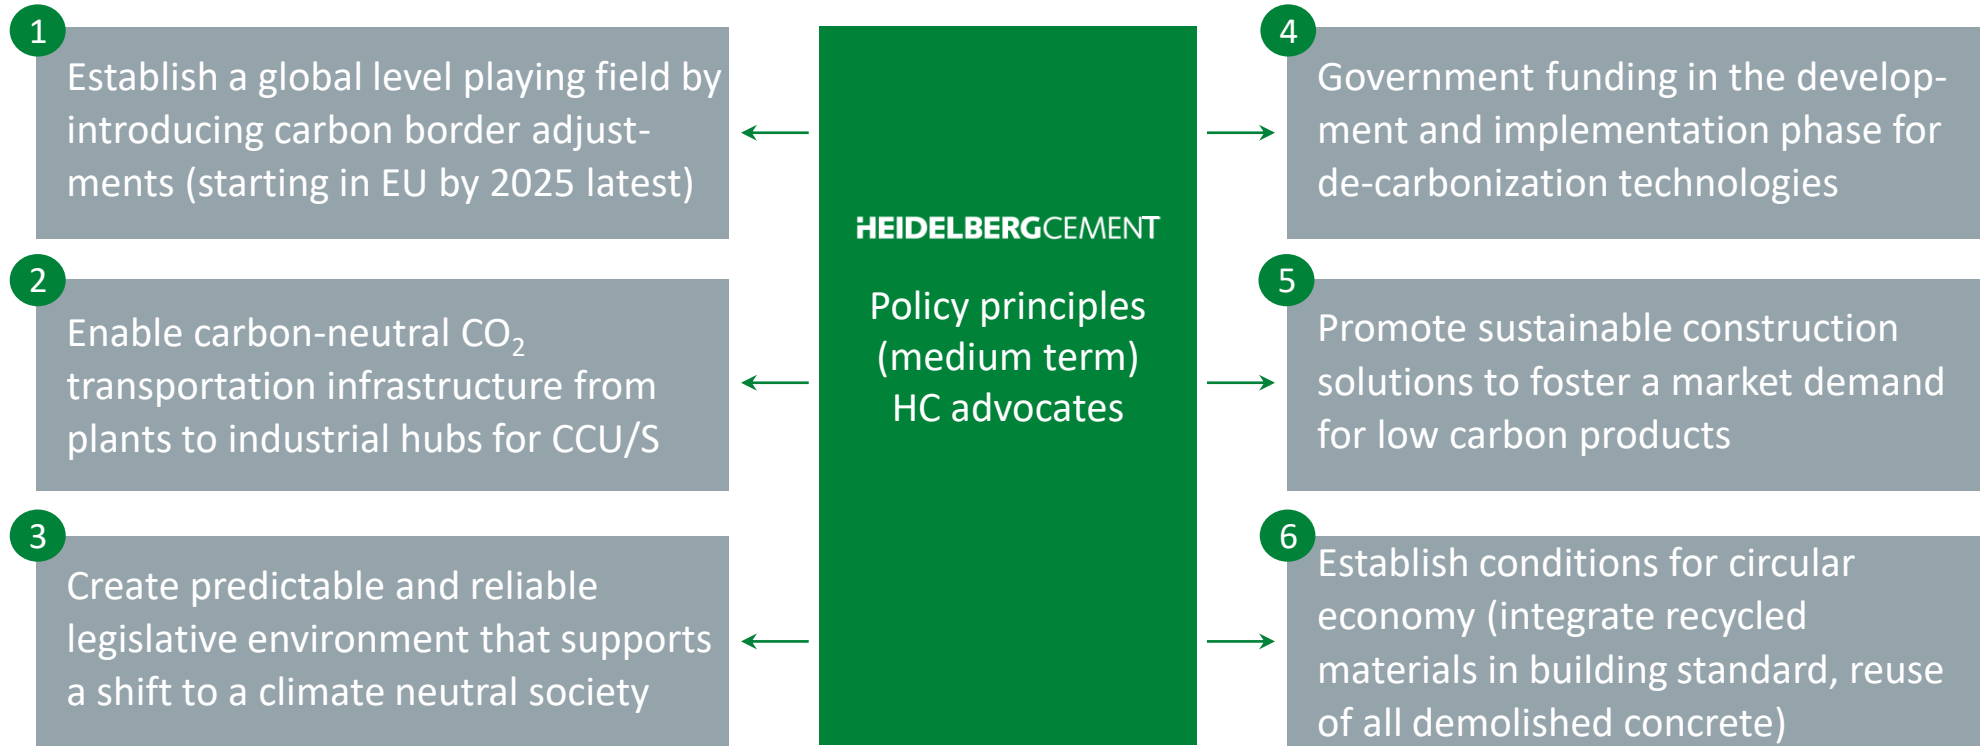 1
Establish a global level playing field by
introducing carbon border adjust-
ments (starting in EU by 2025 latest)
2
Enable carbon-neutral CO₂
transportation infrastructure from
plants to industrial hubs for CCU/S
3
Create predictable and reliable
legislative environment that supports
a shift to a climate neutral society
HEIDELBERGCEMENT
Policy principles
(medium term)
HC advocates
4
Government funding in the develop-
ment and implementation phase for
de-carbonization technologies
5
Promote sustainable construction
solutions to foster a market demand
for low carbon products
6
Establish conditions for circular
economy (integrate recycled
materials in building standard, reuse
of all demolished concrete)